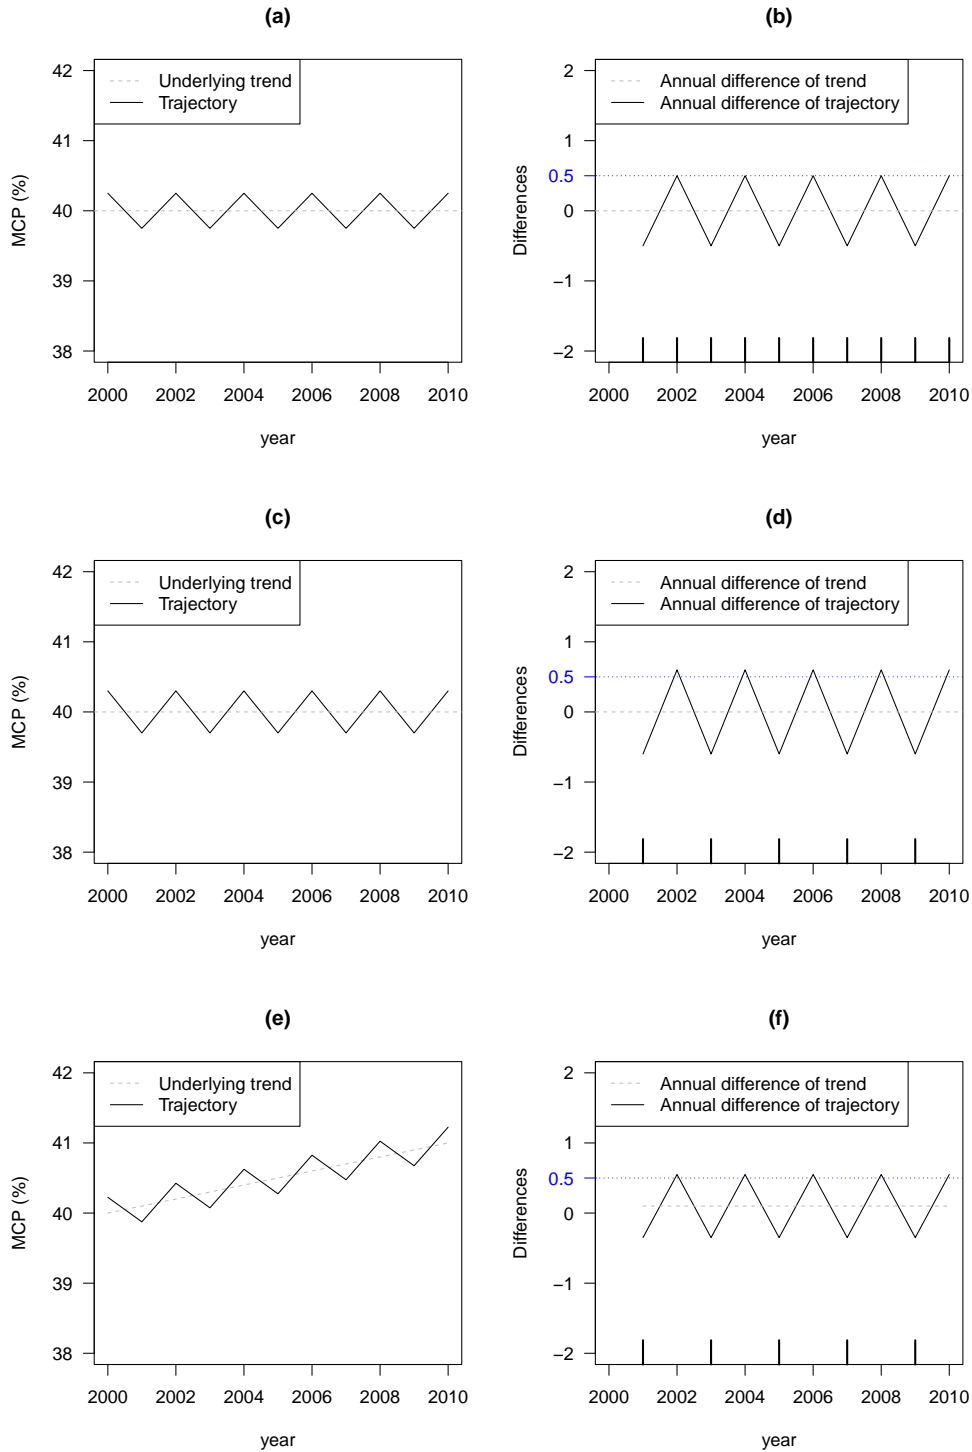 (a)
42
41
40
39
38
MCP (%)
Underlying trend
Trajectory
2000 2002 2004 2006 2008 2010
year
(b)
2
1
0.5
0
−1
−2
Differences
Annual difference of trend
Annual difference of trajectory
2000 2002 2004 2006 2008 2010
year
(c)
42
41
40
39
38
MCP (%)
Underlying trend
Trajectory
2000 2002 2004 2006 2008 2010
year
(d)
2
1
0.5
0
−1
−2
Differences
Annual difference of trend
Annual difference of trajectory
2000 2002 2004 2006 2008 2010
year
(e)
42
41
40
39
38
MCP (%)
Underlying trend
Trajectory
2000 2002 2004 2006 2008 2010
year
(f)
2
1
0.5
0
−1
−2
Differences
Annual difference of trend
Annual difference of trajectory
2000 2002 2004 2006 2008 2010
year